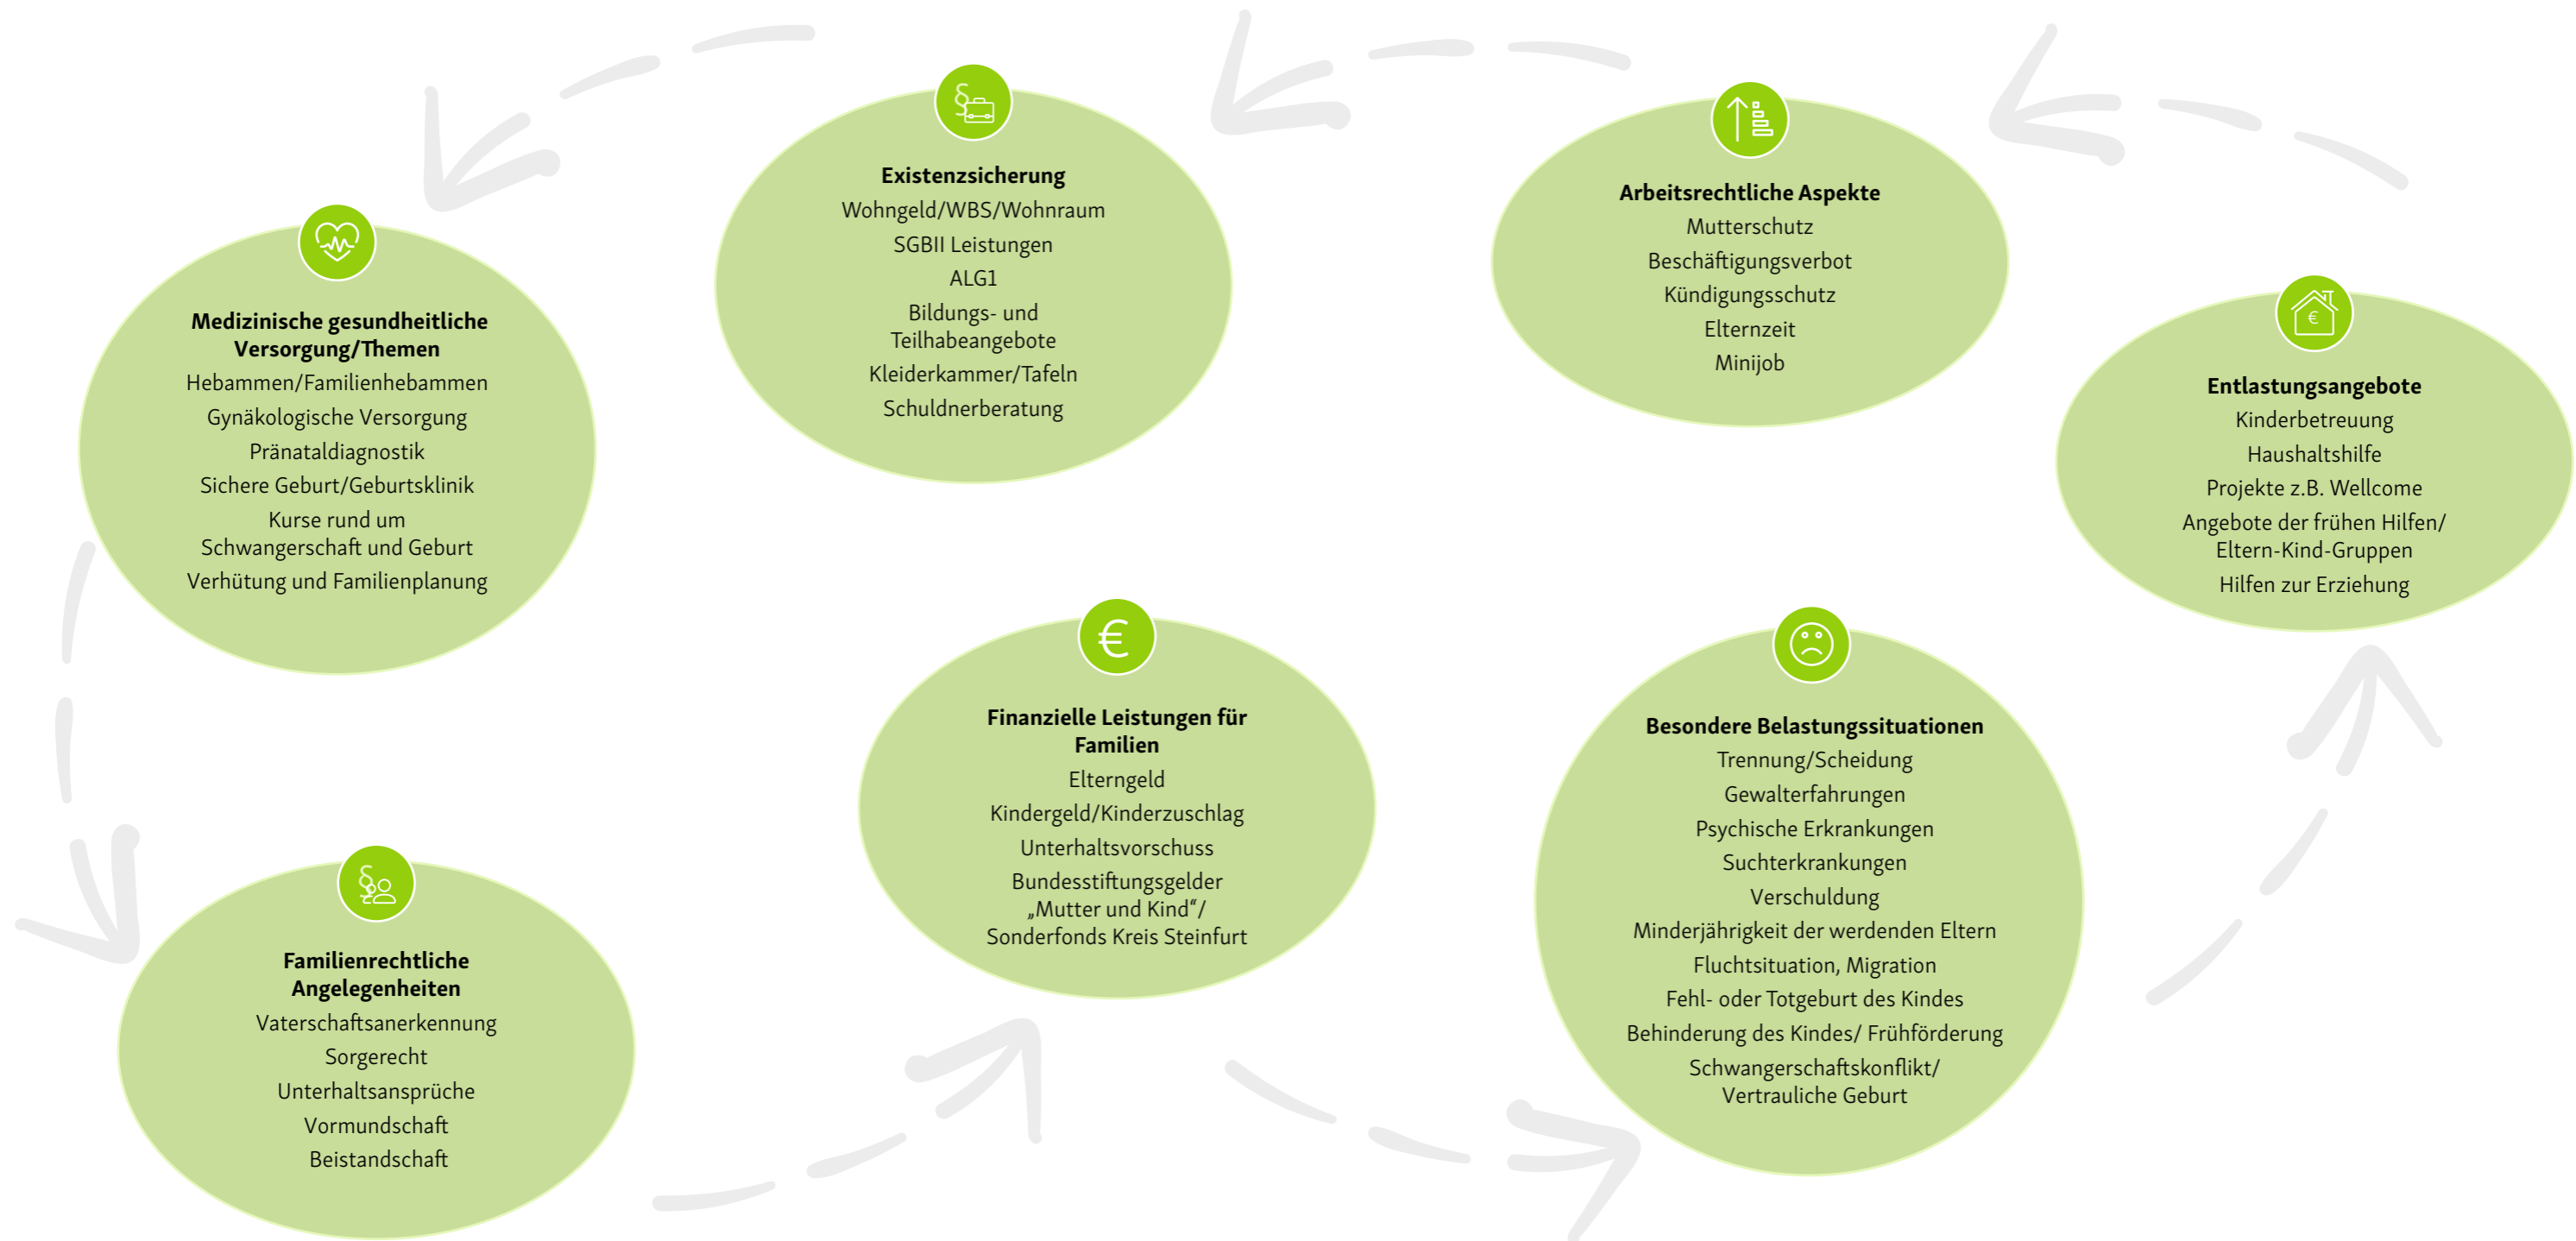 Existenzsicherung
Wohngeld/WBS/Wohnraum
SGBII Leistungen
ALG1
Bildungs- und
Teilhabeangebote
Kleiderkammer/Tafeln
Schuldnerberatung
Arbeitsrechtliche Aspekte
Mutterschutz
Beschäftigungsverbot
Kündigungsschutz
Elternzeit
Minijob
Medizinische gesundheitliche
Versorgung/Themen
Hebammen/Familienhebammen
Gynäkologische Versorgung
Pränataldiagnostik
Sichere Geburt/Geburtsklinik
Kurse rund um
Schwangerschaft und Geburt
Verhütung und Familienplanung
€
Entlastungsangebote
Kinderbetreuung
Haushaltshilfe
Projekte z.B. Wellcome
Angebote der frühen Hilfen/
Eltern-Kind-Gruppen
Hilfen zur Erziehung
€
Finanzielle Leistungen für
Familien
Elterngeld
Kindergeld/Kinderzuschlag
Unterhaltsvorschuss
Bundesstiftungsgelder
„Mutter und Kind“/
Sonderfonds Kreis Steinfurt
Besondere Belastungssituationen
Trennung/Scheidung
Gewalterfahrungen
Psychische Erkrankungen
Suchterkrankungen
Verschuldung
Minderjährigkeit der werdenden Eltern
Fluchtsituation, Migration
Fehl- oder Totgeburt des Kindes
Behinderung des Kindes/ Frühförderung
Schwangerschaftskonflikt/
Vertrauliche Geburt
Familienrechtliche
Angelegenheiten
Vaterschaftsanerkennung
Sorgerecht
Unterhaltsansprüche
Vormundschaft
Beistandschaft